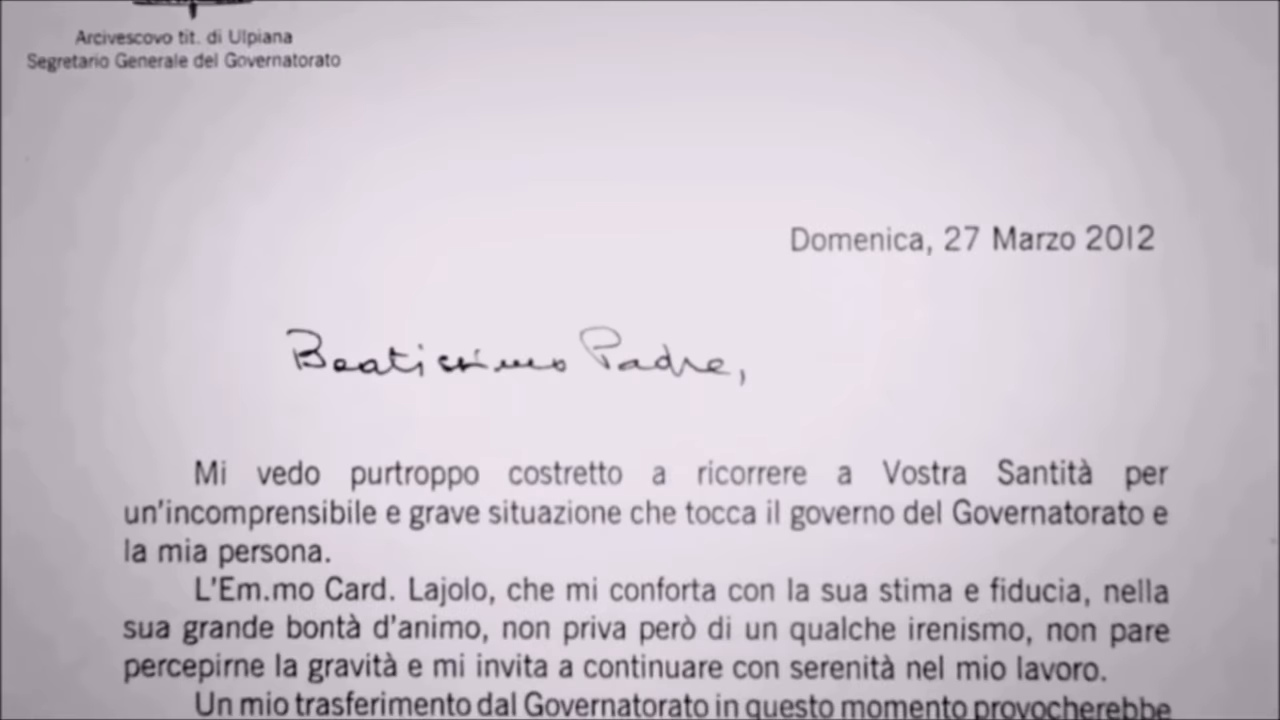 Arcivescovo tit. di Ulpiana
Segretario Generale del Governatorato
Domenica, 27 Marzo 2012
Beatissimo Padre,
Mi vedo purtroppo costretto a ricorrere a Vostra Santità per
un'incomprensibile e grave situazione che tocca il governo del Governatorato e
la mia persona.
L'Em.mo Card. Lajolo, che mi conforta con la sua stima e fiducia, nella
sua grande bontà d'animo, non priva però di un qualche irenismo, non pare
percepirne la gravità e mi invita a continuare con serenità nel mio lavoro.
Un mio trasferimento dal Governatorato in questo momento provocherebbe